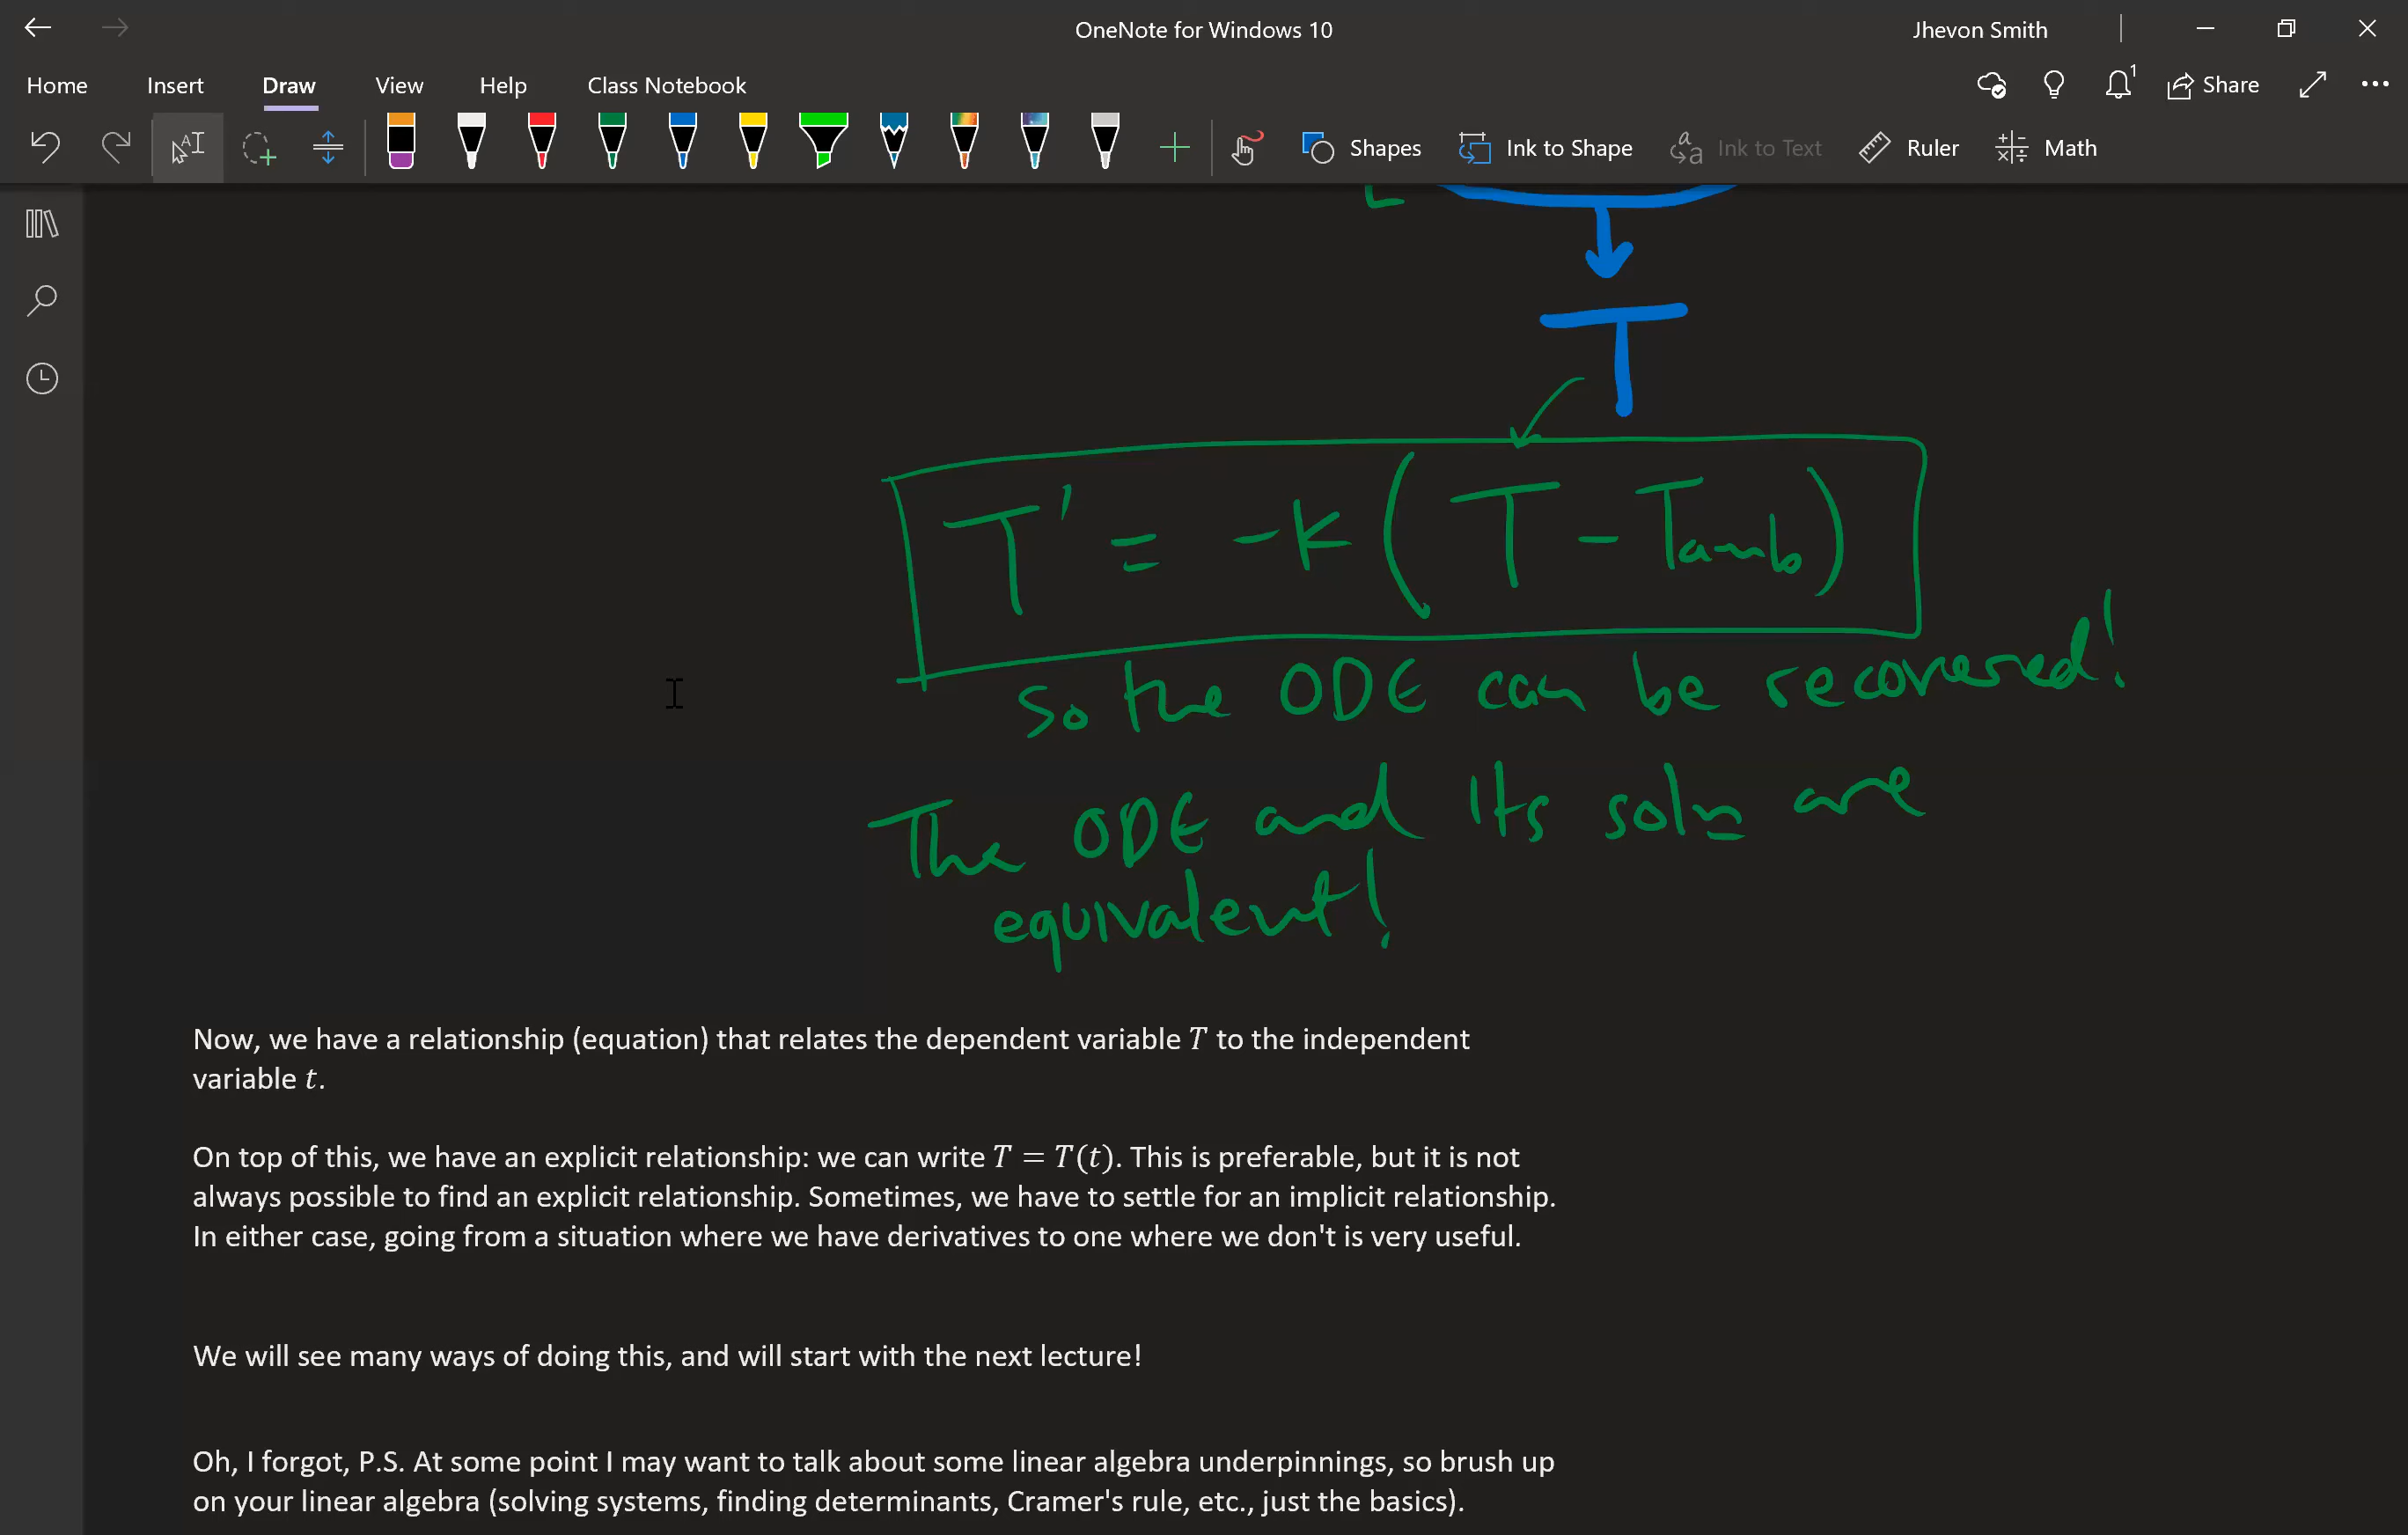 OneNote for Windows 10
Jhevon Smith
Home Insert Draw View Help Class Notebook
1
Share
Shapes Ink to Shape Ink to Text Ruler Math
T
T' = -k(T - Tamb)
So the ODE can be recovered!
The ODE and its soln are
equivalent!
Now, we have a relationship (equation) that relates the dependent variable T to the independent
variable t.
On top of this, we have an explicit relationship: we can write T = T(t). This is preferable, but it is not
always possible to find an explicit relationship. Sometimes, we have to settle for an implicit relationship.
In either case, going from a situation where we have derivatives to one where we don't is very useful.
We will see many ways of doing this, and will start with the next lecture!
Oh, I forgot, P.S. At some point I may want to talk about some linear algebra underpinnings, so brush up
on your linear algebra (solving systems, finding determinants, Cramer's rule, etc., just the basics).